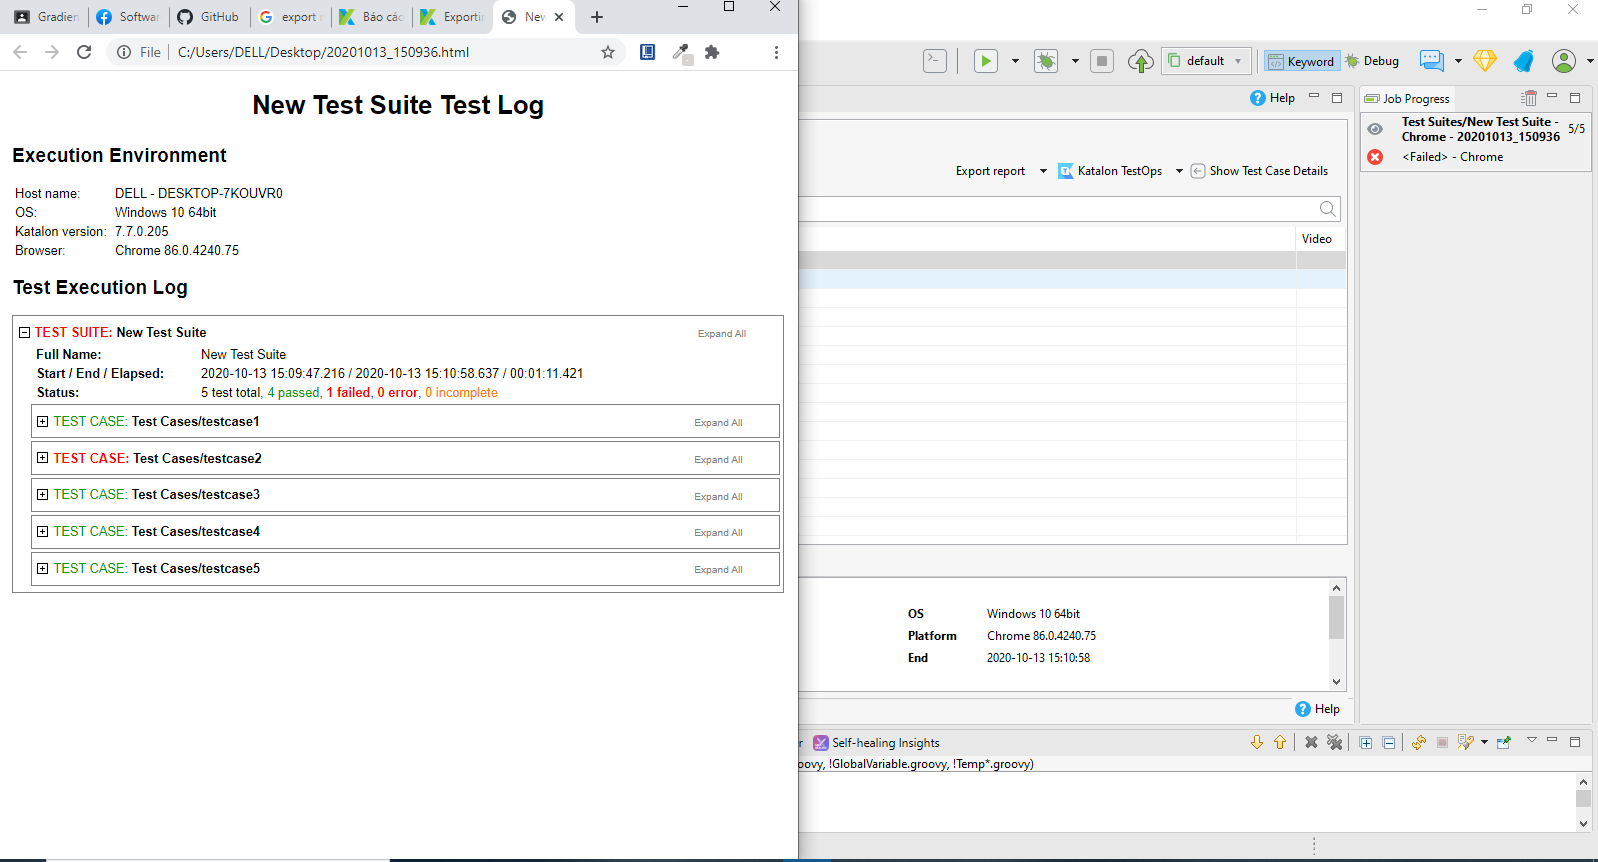 Gradien
Softwar
GitHub
export r
Báo các
Exportin
New
File
C:/Users/DELL/Desktop/20201013_150936.html
New Test Suite Test Log
Execution Environment
Host name: DELL - DESKTOP-7KOUVR0
OS: Windows 10 64bit
Katalon version: 7.7.0.205
Browser: Chrome 86.0.4240.75
Test Execution Log
TEST SUITE: New Test Suite Expand All
Full Name: New Test Suite
Start / End / Elapsed: 2020-10-13 15:09:47.216 / 2020-10-13 15:10:58.637 / 00:01:11.421
Status: 5 test total, 4 passed, 1 failed, 0 error, 0 incomplete
TEST CASE: Test Cases/testcase1 Expand All
TEST CASE: Test Cases/testcase2 Expand All
TEST CASE: Test Cases/testcase3 Expand All
TEST CASE: Test Cases/testcase4 Expand All
TEST CASE: Test Cases/testcase5 Expand All
default
Keyword
Debug
Help
Job Progress
Test Suites/New Test Suite - Chrome - 20201013_150936 5/5
<Failed> - Chrome
Export report
Katalon TestOps
Show Test Case Details
Video
OS Windows 10 64bit
Platform Chrome 86.0.4240.75
End 2020-10-13 15:10:58
Help
r
Self-healing Insights
oovy, !GlobalVariable.groovy, !Temp*.groovy)